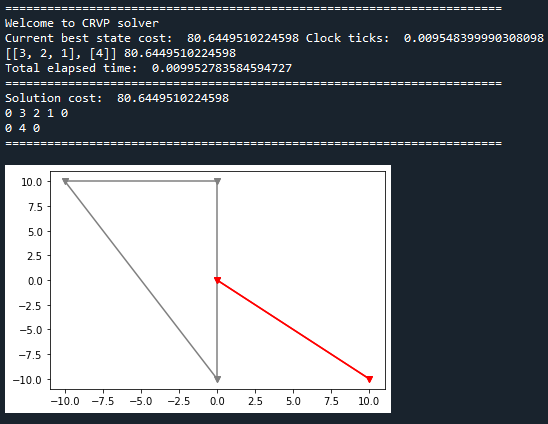 ======================================================================
Welcome to CRVP solver
Current best state cost:  80.6449510224598 Clock ticks:  0.009548399990308098
[[3, 2, 1], [4]] 80.6449510224598
Total elapsed time:  0.009952783584594727
======================================================================
Solution cost:  80.6449510224598
0 3 2 1 0
0 4 0
======================================================================
10.0
7.5
5.0
2.5
0.0
−2.5
−5.0
−7.5
−10.0
−10.0 −7.5 −5.0 −2.5 0.0 2.5 5.0 7.5 10.0